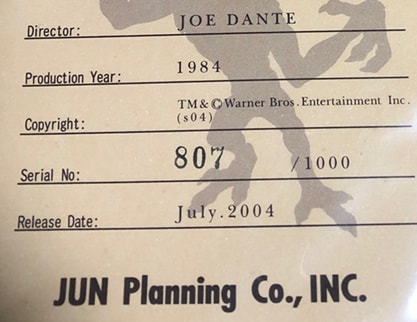 Director: JOE DANTE
Production Year: 1984
Copyright: TM&©Warner Bros.Entertainment Inc.
(s04)
Serial No: 807 /1000
Release Date: July.2004
JUN Planning Co., INC.